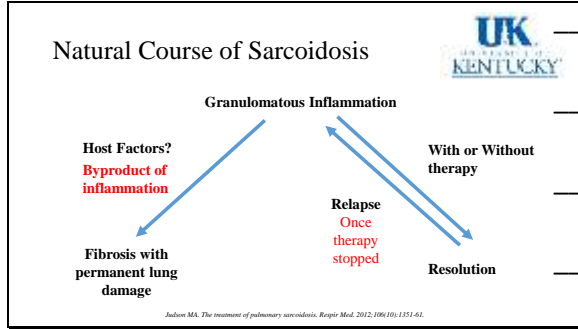 Natural Course of Sarcoidosis
UK
UNIVERSITY OF
KENTUCKY
Granulomatous Inflammation
Host Factors?
Byproduct of
inflammation
With or Without
therapy
Relapse
Once
therapy
stopped
Fibrosis with
permanent lung
damage
Resolution
Judson MA. The treatment of pulmonary sarcoidosis. Respir Med. 2012;106(10):1351-61.